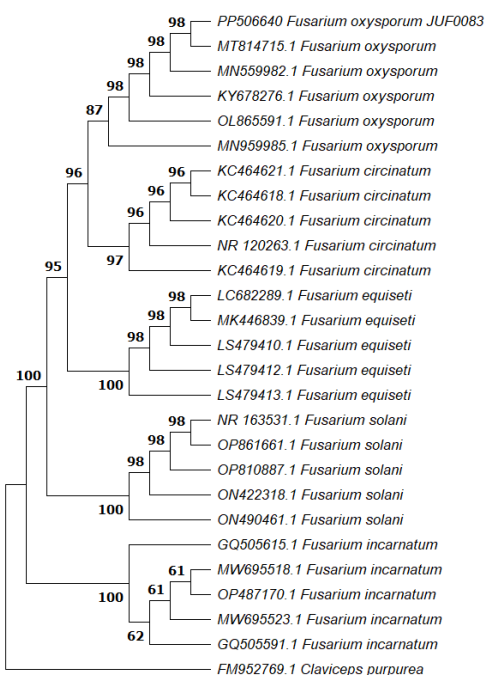 PP506640 Fusarium oxysporum JUF0083
MT814715.1 Fusarium oxysporum
MN559982.1 Fusarium oxysporum
KY678276.1 Fusarium oxysporum
OL865591.1 Fusarium oxysporum
MN959985.1 Fusarium oxysporum
KC464621.1 Fusarium circinatum
KC464618.1 Fusarium circinatum
KC464620.1 Fusarium circinatum
NR 120263.1 Fusarium circinatum
KC464619.1 Fusarium circinatum
LC682289.1 Fusarium equiseti
MK446839.1 Fusarium equiseti
LS479410.1 Fusarium equiseti
LS479412.1 Fusarium equiseti
LS479413.1 Fusarium equiseti
NR 163531.1 Fusarium solani
OP861661.1 Fusarium solani
OP810887.1 Fusarium solani
ON422318.1 Fusarium solani
ON490461.1 Fusarium solani
GQ505615.1 Fusarium incarnatum
MW695518.1 Fusarium incarnatum
OP487170.1 Fusarium incarnatum
MW695523.1 Fusarium incarnatum
GQ505591.1 Fusarium incarnatum
FM952769.1 Claviceps purpurea
98
98
98
98
87
96
96
96
96
97
95
98
98
98
100
100
98
98
98
100
61
61
100
62